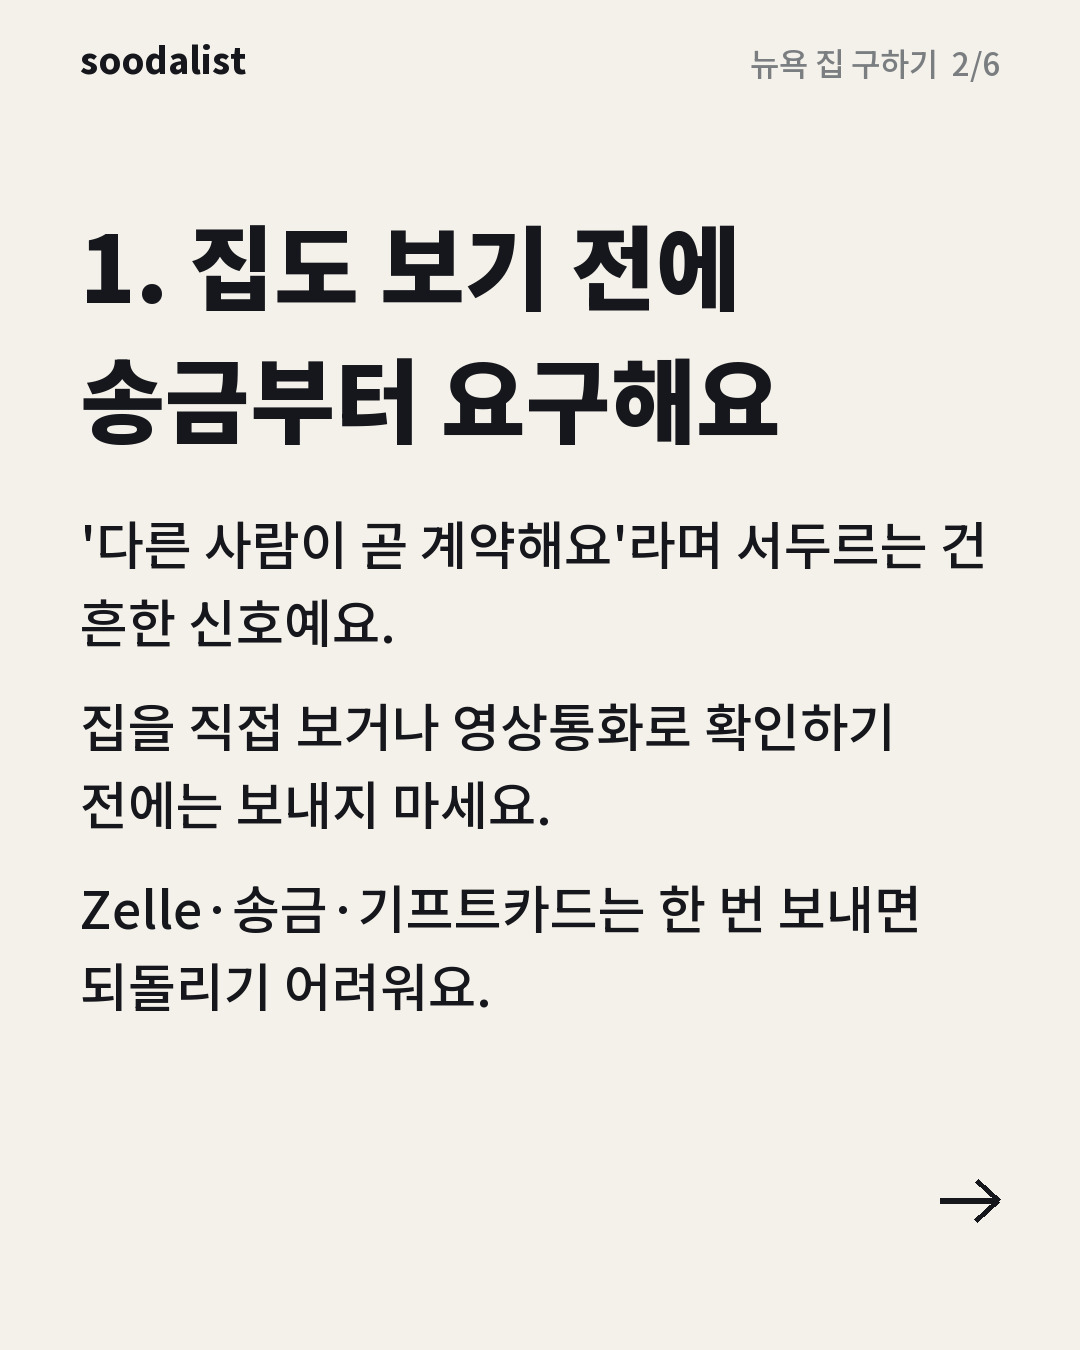 soodalist
뉴욕 집 구하기 2/6
1. 집도 보기 전에
송금부터 요구해요
'다른 사람이 곧 계약해요'라며 서두르는 건
흔한 신호예요.
집을 직접 보거나 영상통화로 확인하기
전에는 보내지 마세요.
Zelle·송금·기프트카드는 한 번 보내면
되돌리기 어려워요.